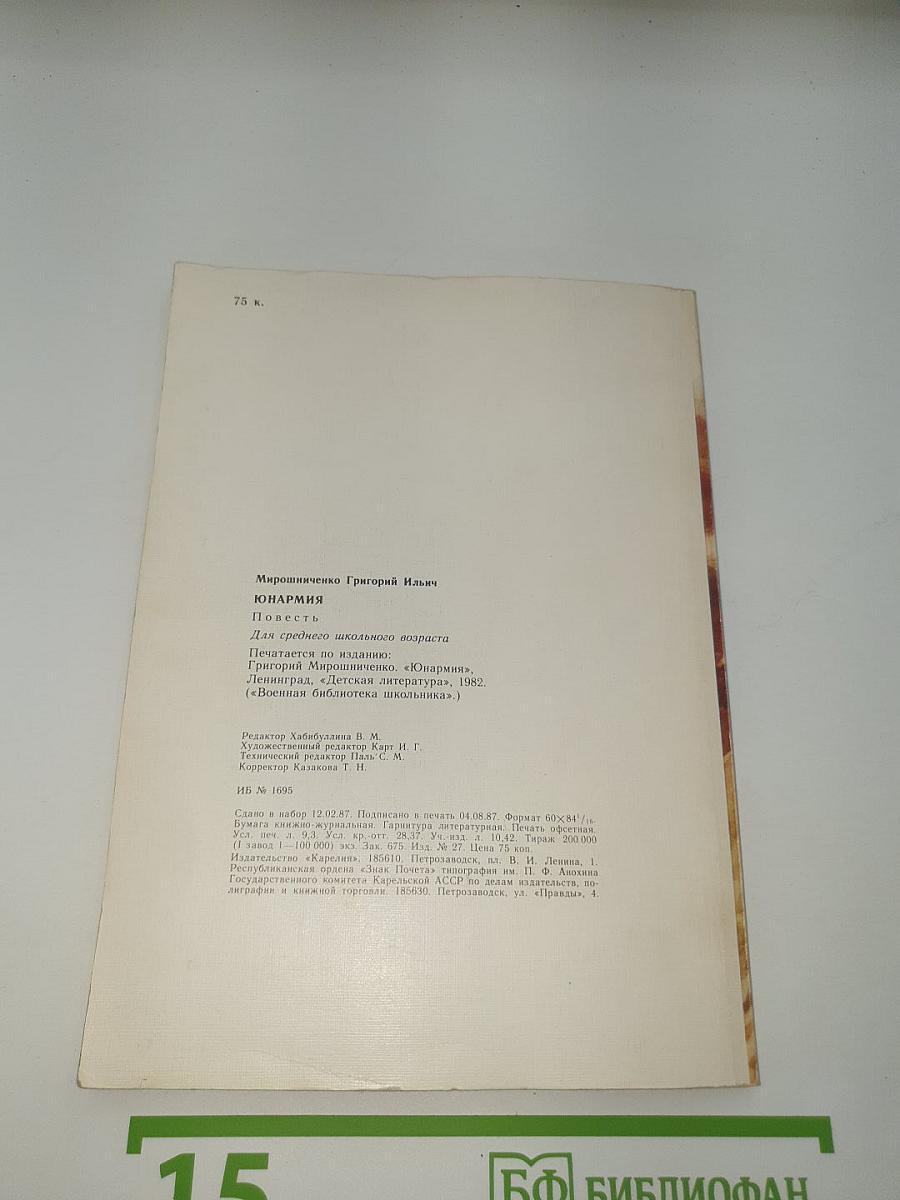 75 к.
Мирошниченко Григорий Ильич
ЮНАРМИЯ
Повесть
Для среднего школьного возраста
Печатается по изданию:
Григорий Мирошниченко. «Юнармия»,
Ленинград, «Детская литература», 1982.
(«Военная библиотека школьника».)
Редактор Хабибуллина В. М.
Художественный редактор Карт И. Г.
Технический редактор Паль С. М.
Корректор Казакова Т. Н.
ИБ № 1695
Сдано в набор 12.02.87. Подписано в печать 04.08.87. Формат 60×84¹/₁₆.
Бумага книжно-журнальная. Гарнитура литературная. Печать офсетная.
Усл. печ. л. 9,3. Усл. кр.-отт. 28,37. Уч.-изд. л. 10,42. Тираж 200 000
(1 завод 1—100 000) экз. Зак. 675. Изд. № 27. Цена 75 коп.
Издательство «Карелия». 185610. Петрозаводск, пл. В. И. Ленина, 1.
Республиканская ордена «Знак Почета» типография им. П. Ф. Анохина
Государственного комитета Карельской АССР по делам издательств, по-
лиграфии и книжной торговли. 185630. Петрозаводск, ул. «Правды», 4.
15
БФ БИБЛИОФАН